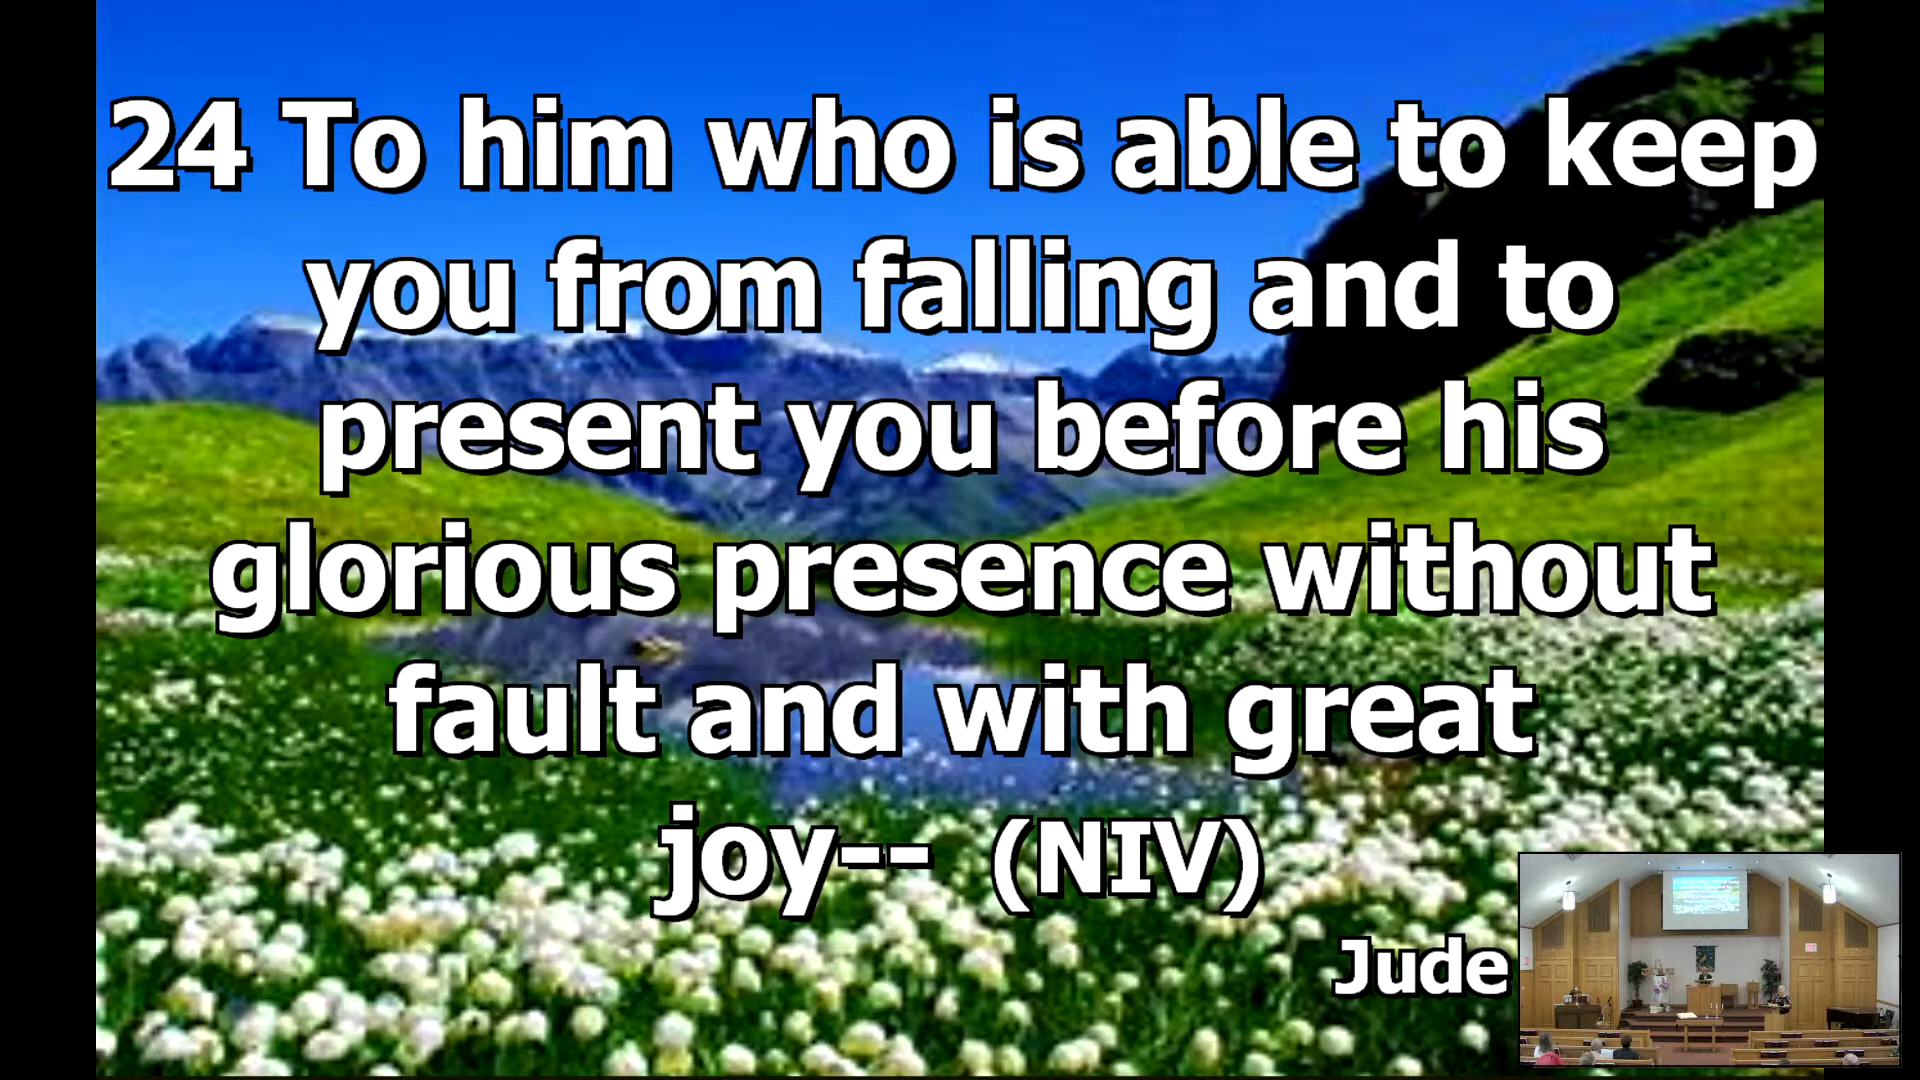 24 To him who is able to keep
you from falling and to
present you before his
glorious presence without
fault and with great
joy-- (NIV)
Jude